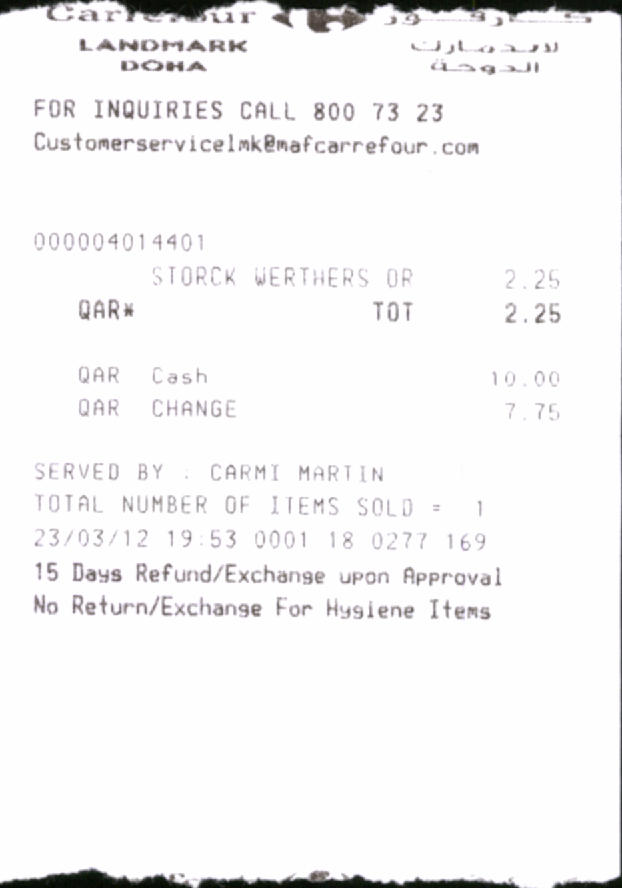 Carrefour كارفور
LANDMARK لاندمارك
DOHA الدوحة
FOR INQUIRIES CALL 800 73 23
Customerservicelmk@mafcarrefour.com
000004014401
STORCK WERTHERS OR 2.25
QAR* TOT 2.25
QAR Cash 10.00
QAR CHANGE 7.75
SERVED BY : CARMI MARTIN
TOTAL NUMBER OF ITEMS SOLD = 1
23/03/12 19:53 0001 18 0277 169
15 Days Refund/Exchange upon Approval
No Return/Exchange For Hygiene Items